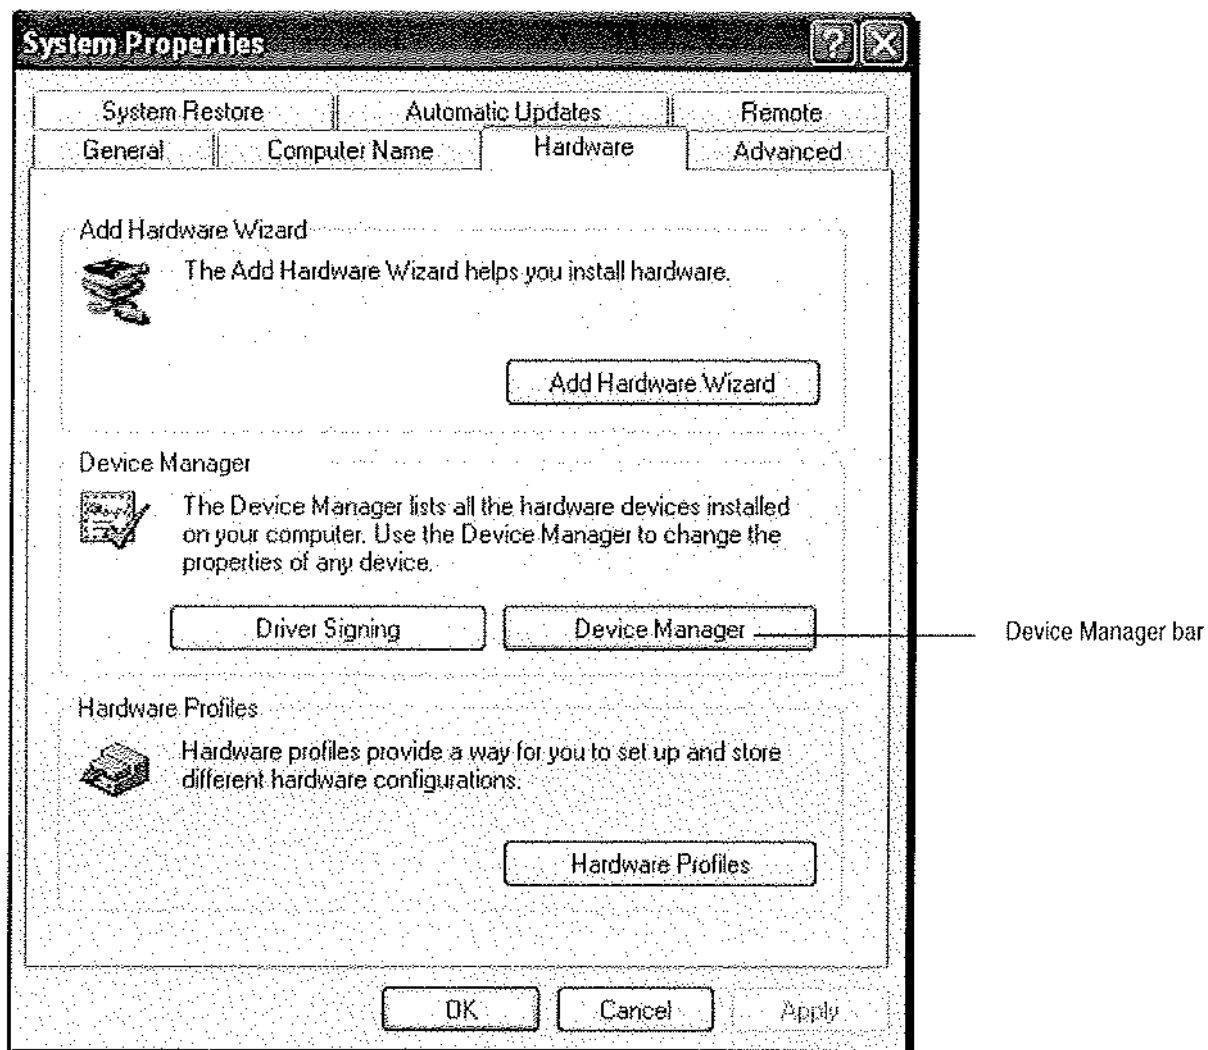 System Properties
System Restore Automatic Updates Remote
General Computer Name Hardware Advanced
Add Hardware Wizard
The Add Hardware Wizard helps you install hardware.
Add Hardware Wizard
Device Manager
The Device Manager lists all the hardware devices installed
on your computer. Use the Device Manager to change the
properties of any device.
Driver Signing Device Manager Device Manager bar
Hardware Profiles
Hardware profiles provide a way for you to set up and store
different hardware configurations.
Hardware Profiles
OK Cancel Apply